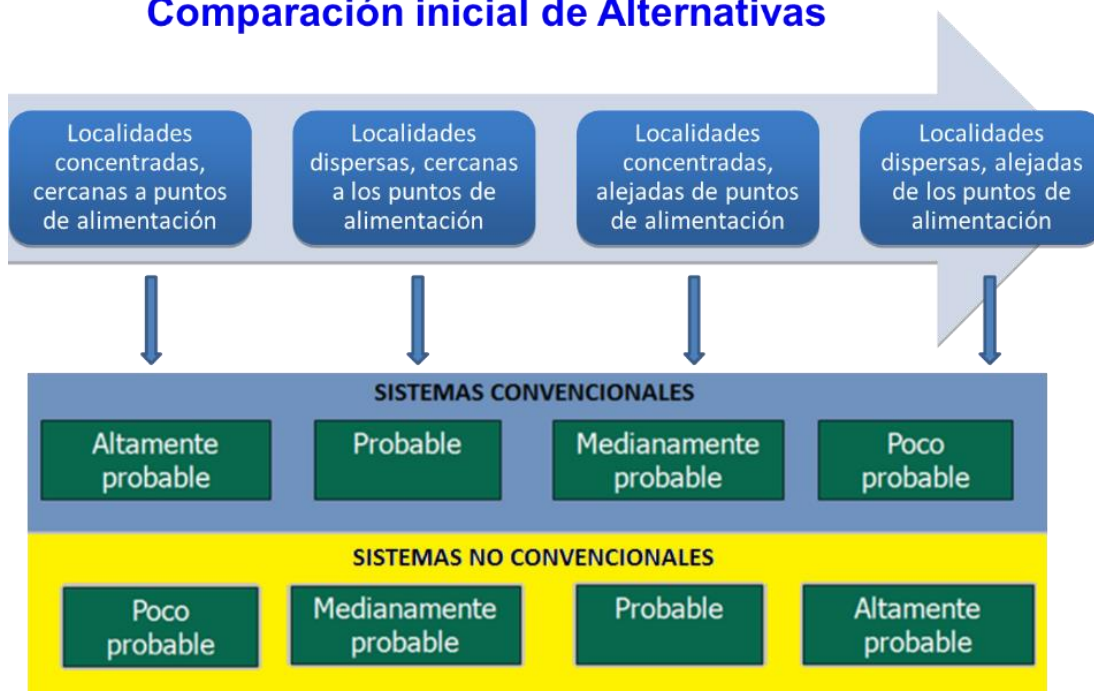 Comparación inicial de Alternativas
Localidades
concentradas,
cercanas a puntos
de alimentación
Localidades
dispersas, cercanas
a los puntos de
alimentación
Localidades
concentradas,
alejadas de puntos
de alimentación
Localidades
dispersas, alejadas
de los puntos de
alimentación
SISTEMAS CONVENCIONALES
Altamente
probable
Probable
Medianamente
probable
Poco
probable
SISTEMAS NO CONVENCIONALES
Poco
probable
Medianamente
probable
Probable
Altamente
probable